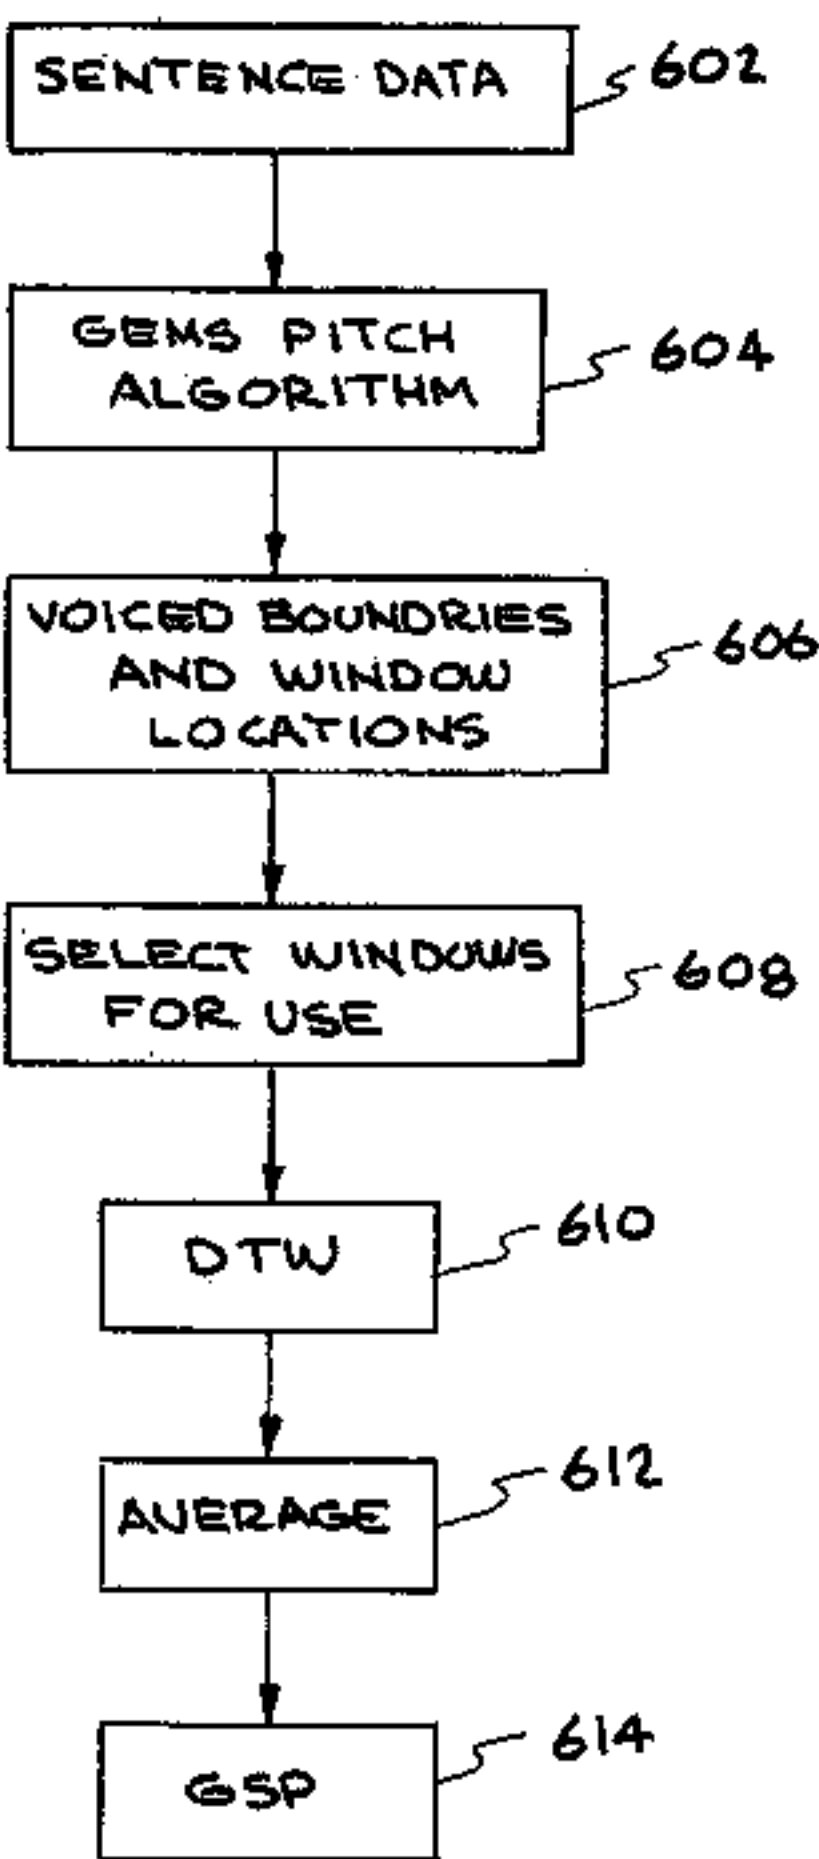 SENTENCE DATA
602
GEMS PITCH
ALGORITHM
604
VOICED BOUNDRIES
AND WINDOW
LOCATIONS
606
SELECT WINDOWS
FOR USE
608
DTW
610
AVERAGE
612
GSP
614